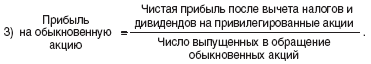 Прибыль
3) на обыкновенную =
акцию
Чистая прибыль после вычета налогов и
дивидендов на привилегированные акции
Число выпущенных в обращение
обыкновенных акций
.